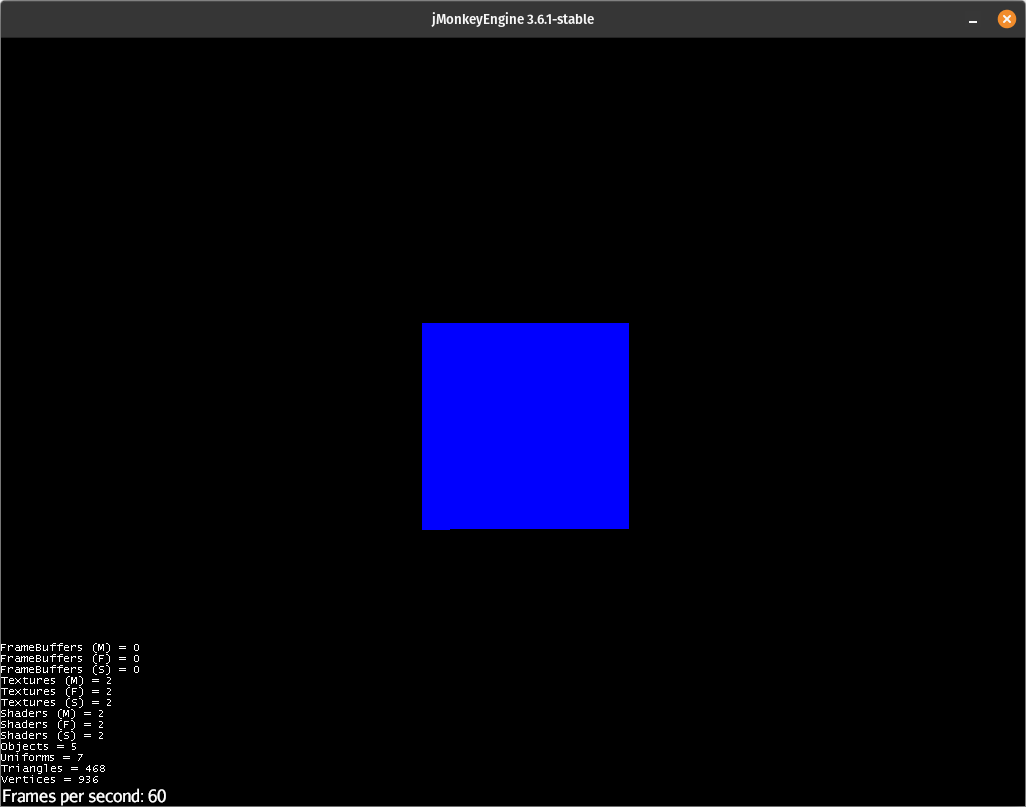 jMonkeyEngine 3.6.1-stable
FrameBuffers (M) = 0
FrameBuffers (F) = 0
FrameBuffers (S) = 0
Textures (M) = 2
Textures (F) = 2
Textures (S) = 2
Shaders (M) = 2
Shaders (F) = 2
Shaders (S) = 2
Objects = 5
Uniforms = 7
Triangles = 468
Vertices = 936
Frames per second: 60